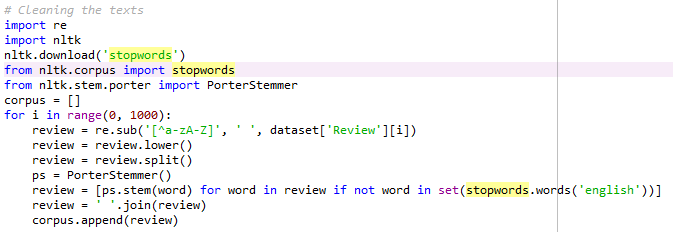 # Cleaning the texts
import re
import nltk
nltk.download('stopwords')
from nltk.corpus import stopwords
from nltk.stem.porter import PorterStemmer
corpus = []
for i in range(0, 1000):
    review = re.sub('[^a-zA-Z]', ' ', dataset['Review'][i])
    review = review.lower()
    review = review.split()
    ps = PorterStemmer()
    review = [ps.stem(word) for word in review if not word in set(stopwords.words('english'))]
    review = ' '.join(review)
    corpus.append(review)